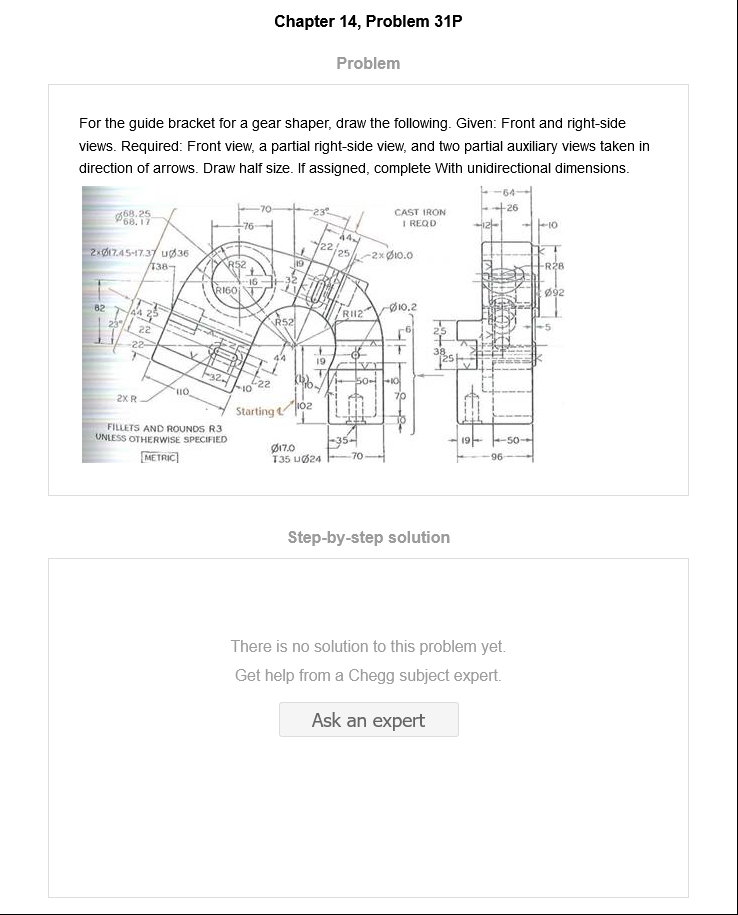 Chapter 14, Problem 31P
Problem
For the guide bracket for a gear shaper, draw the following. Given: Front and right-side
views. Required: Front view, a partial right-side view, and two partial auxiliary views taken in
direction of arrows. Draw half size. If assigned, complete With unidirectional dimensions.
64
26
70
23°
CAST IRON
1 REQD
Ø68.25
68.17
76
12
10
44
22
25
2×Ø10.0
2×Ø17.45-17.37 ⌴Ø36
T38
R52
19
R28
16
32
R160
Ø92
82
44
25
R112
Ø10.2
23°
22
R52
6
25
5
22
38
25
44
19
32
22
10
(b)
50
10
2X R
110
70
Starting ℄
102
10
FILLETS AND ROUNDS R3
UNLESS OTHERWISE SPECIFIED
35
19
50
Ø17.0
METRIC
T35 ⌴Ø24
70
96
Step-by-step solution
There is no solution to this problem yet.
Get help from a Chegg subject expert.
Ask an expert